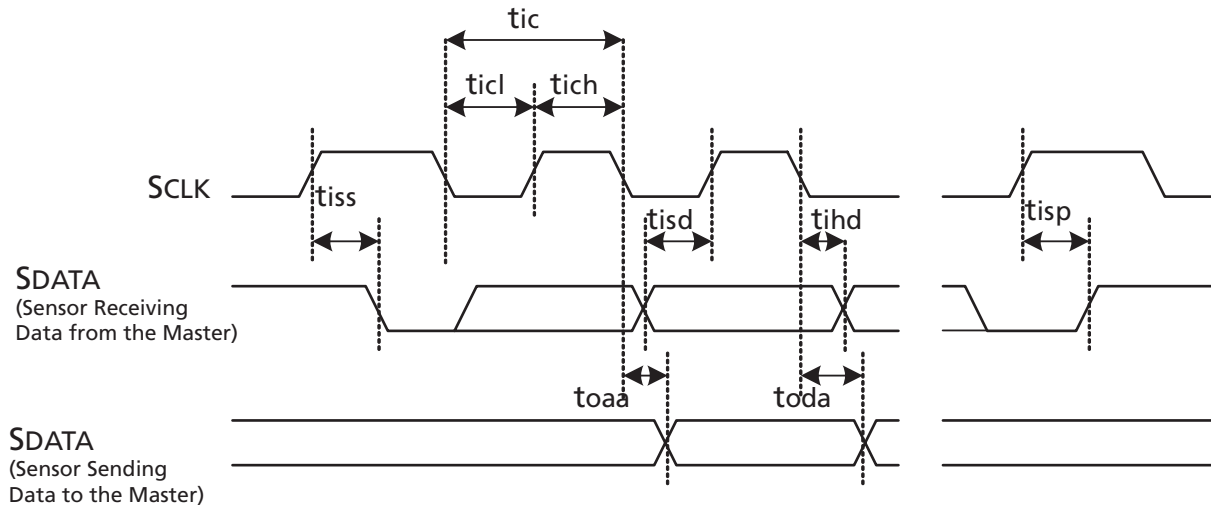 tic
ticl
tich
SCLK
tiss
tisd
tihd
tisp
SDATA
(Sensor Receiving
Data from the Master)
toaa
toda
SDATA
(Sensor Sending
Data to the Master)